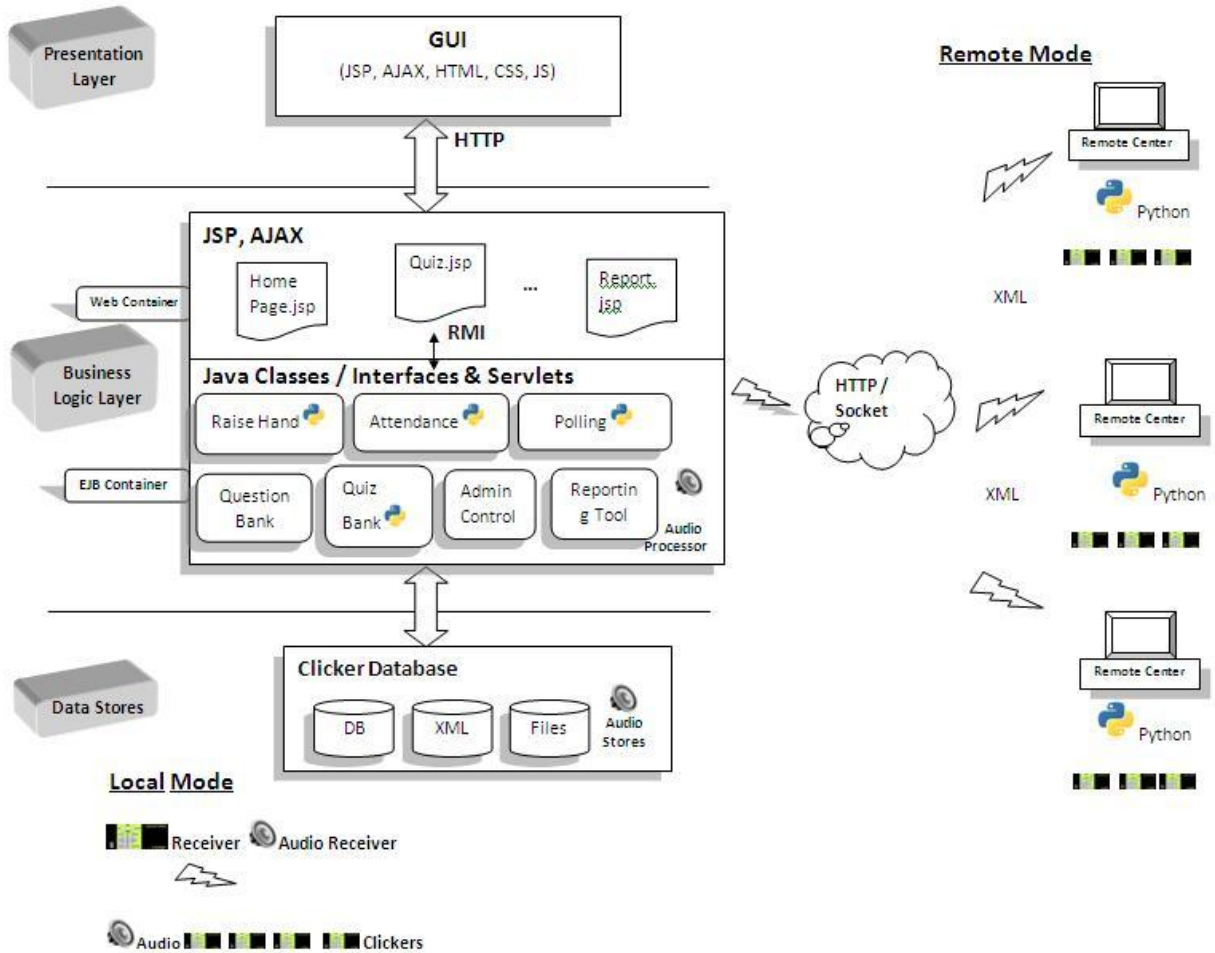 Presentation
Layer
GUI
(JSP, AJAX, HTML, CSS, JS)
HTTP
JSP, AJAX
Home
Page.jsp
Quiz.jsp
...
Report.
jsp
Web Container
RMI
Business
Logic Layer
Java Classes / Interfaces & Servlets
Raise Hand
Attendance
Polling
EJB Container
Question
Bank
Quiz
Bank
Admin
Control
Reportin
g Tool
Audio
Processor
Data Stores
Clicker Database
DB
XML
Files
Audio
Stores
Local Mode
Receiver
Audio Receiver
Audio
Clickers
HTTP /
Socket
Remote Mode
Remote Center
Python
XML
Remote Center
Python
XML
Remote Center
Python